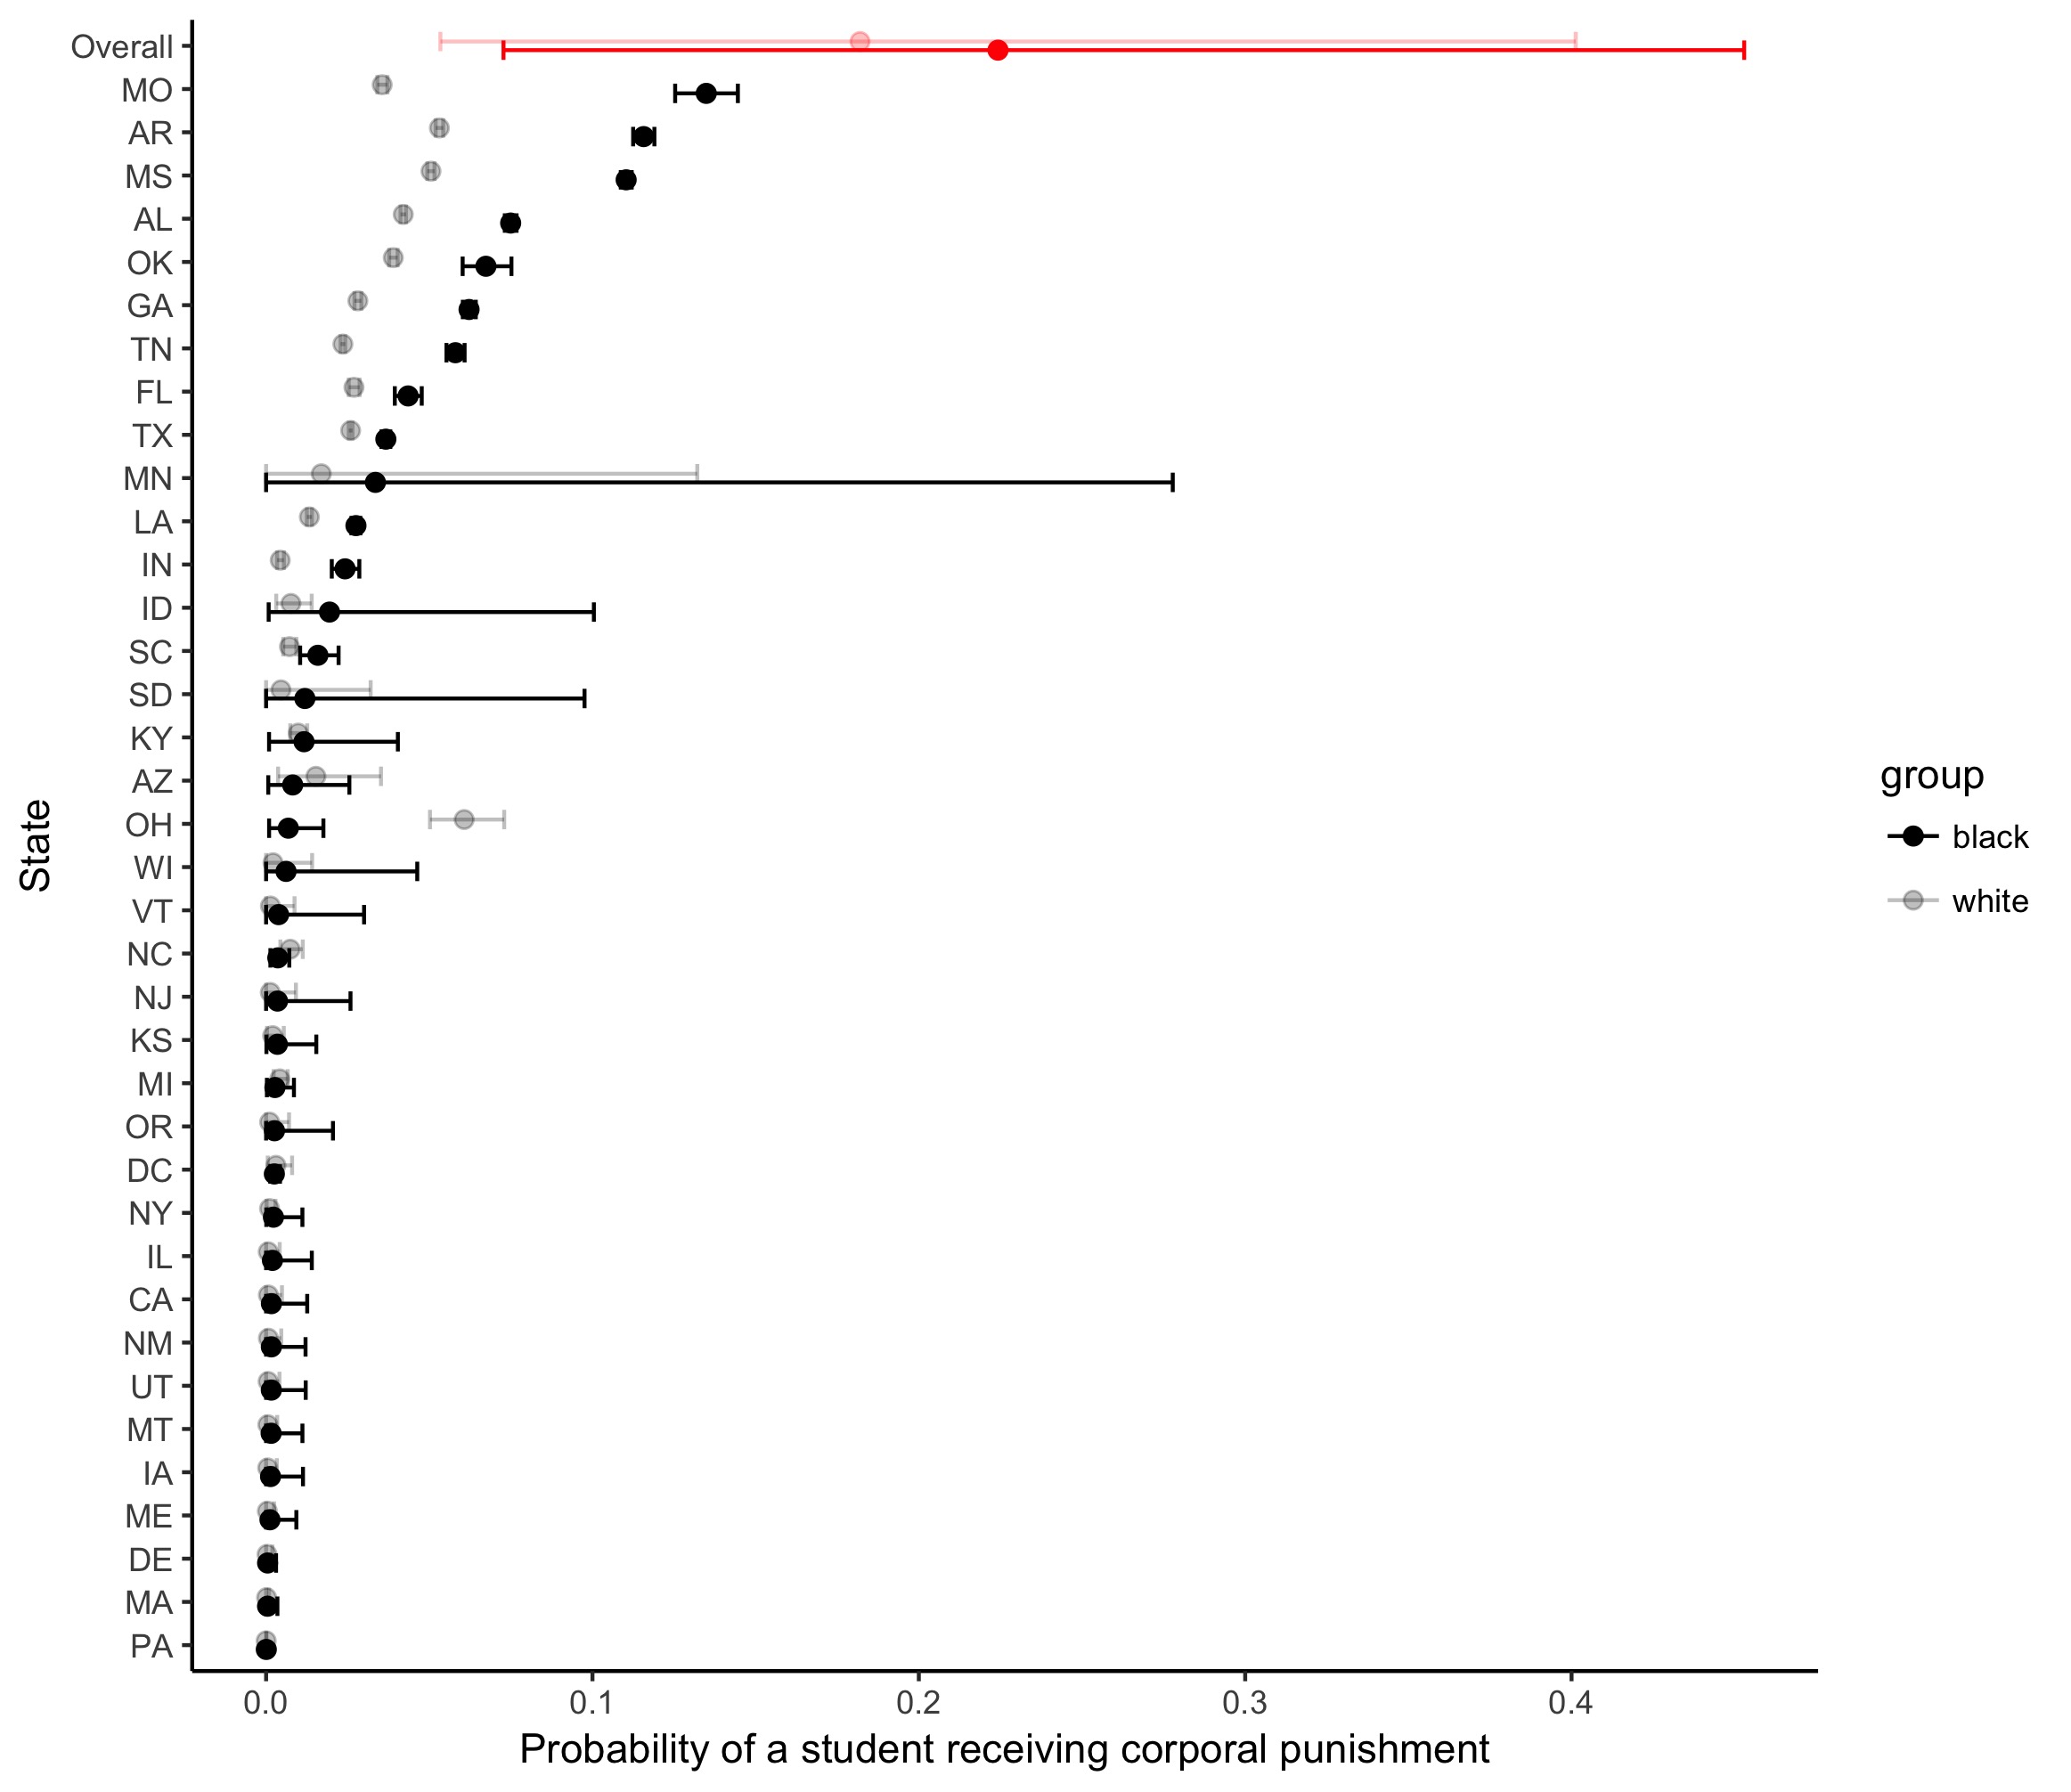 Overall
MO
AR
MS
AL
OK
GA
TN
FL
TX
MN
LA
IN
ID
SC
SD
KY
AZ
OH
WI
VT
NC
NJ
KS
MI
OR
DC
NY
IL
CA
NM
UT
MT
IA
ME
DE
MA
PA
State
0.0 0.1 0.2 0.3 0.4
Probability of a student receiving corporal punishment
group
black
white